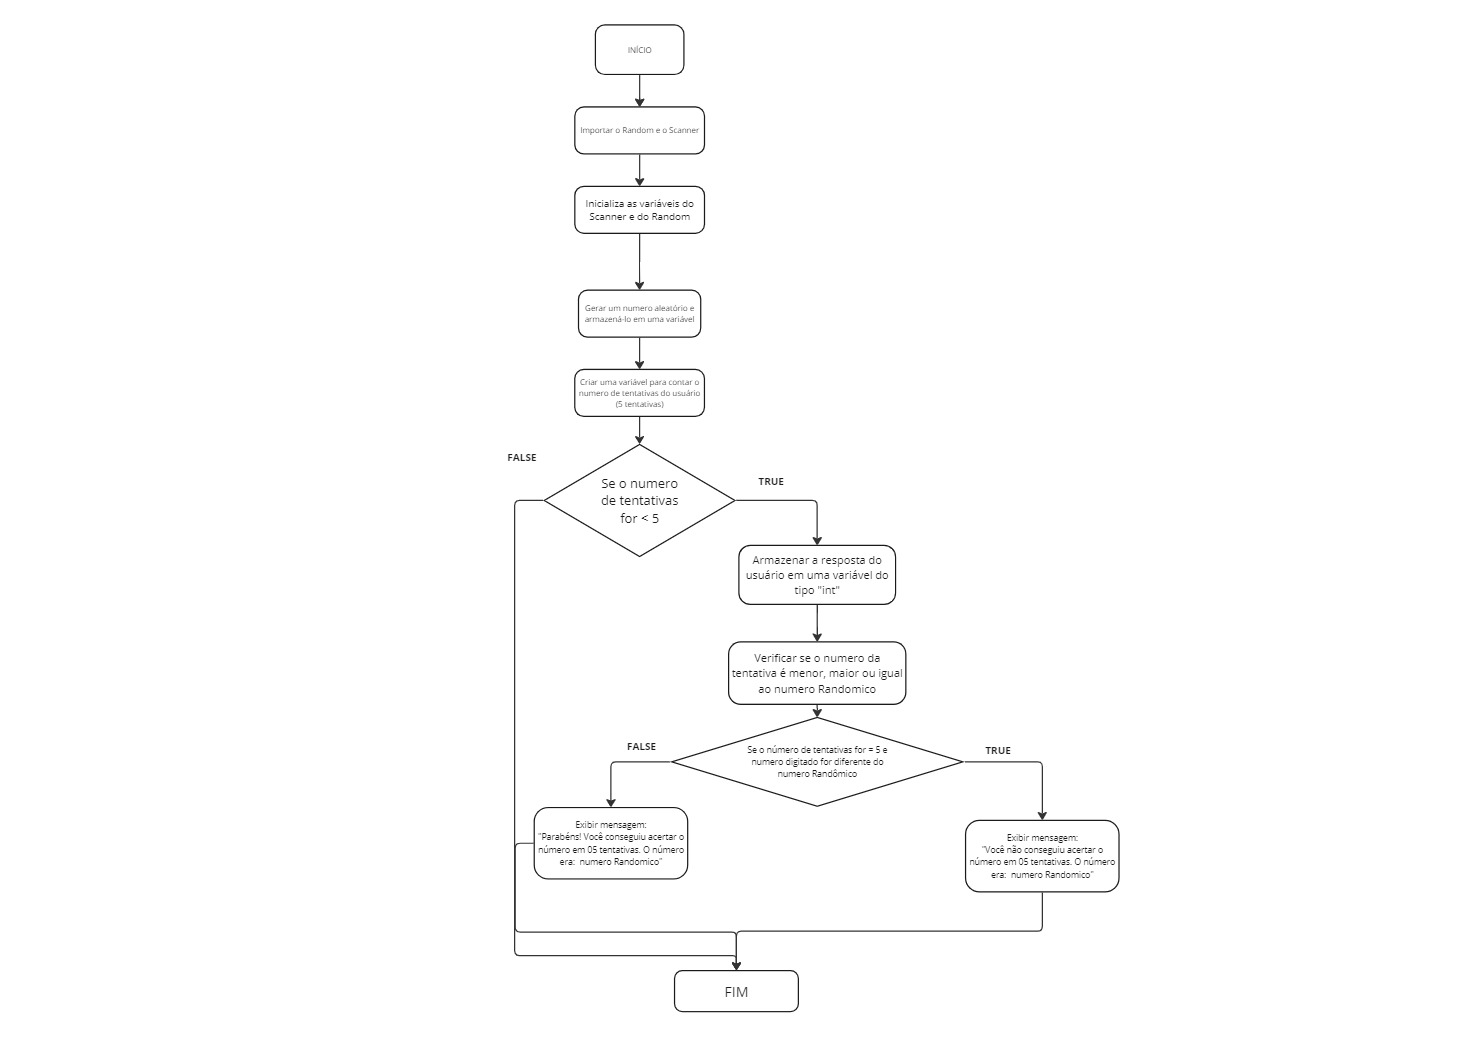 INÍCIO
Importar o Random e o Scanner
Inicializa as variáveis do
Scanner e do Random
Gerar um numero aleatório e
armazená-lo em uma variável
Criar uma variável para contar o
numero de tentativas do usuário
(5 tentativas)
FALSE
Se o numero
de tentativas
for < 5
TRUE
Armazenar a resposta do
usuário em uma variável do
tipo "int"
Verificar se o numero da
tentativa é menor, maior ou igual
ao numero Randomico
FALSE
Se o número de tentativas for = 5 e
numero digitado for diferente do
numero Randômico
TRUE
Exibir mensagem:
"Parabéns! Você conseguiu acertar o
número em 05 tentativas. O número
era:  numero Randomico"
Exibir mensagem:
"Você não conseguiu acertar o
número em 05 tentativas. O número
era:  numero Randomico"
FIM